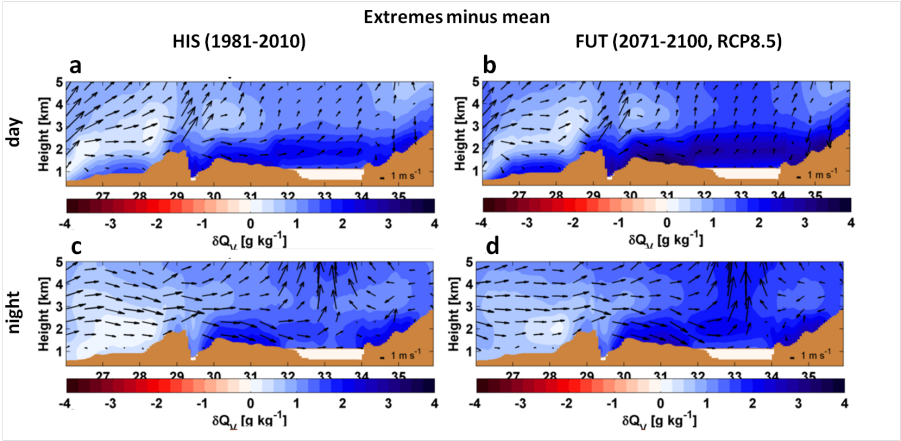 Extremes minus mean
HIS (1981-2010)
FUT (2071-2100, RCP8.5)
a
b
day
Height [km]
5
4
3
2
1
1 m s-1
27 28 29 30 31 32 33 34 35
-4 -3 -2 -1 0 1 2 3 4
δQv [g kg-1]
5
4
3
2
1
1 m s-1
27 28 29 30 31 32 33 34 35
-4 -3 -2 -1 0 1 2 3 4
δQv [g kg-1]
c
d
night
Height [km]
5
4
3
2
1
1 m s-1
27 28 29 30 31 32 33 34 35
-4 -3 -2 -1 0 1 2 3 4
δQv [g kg-1]
Height [km]
5
4
3
2
1
1 m s-1
27 28 29 30 31 32 33 34 35
-4 -3 -2 -1 0 1 2 3 4
δQv [g kg-1]